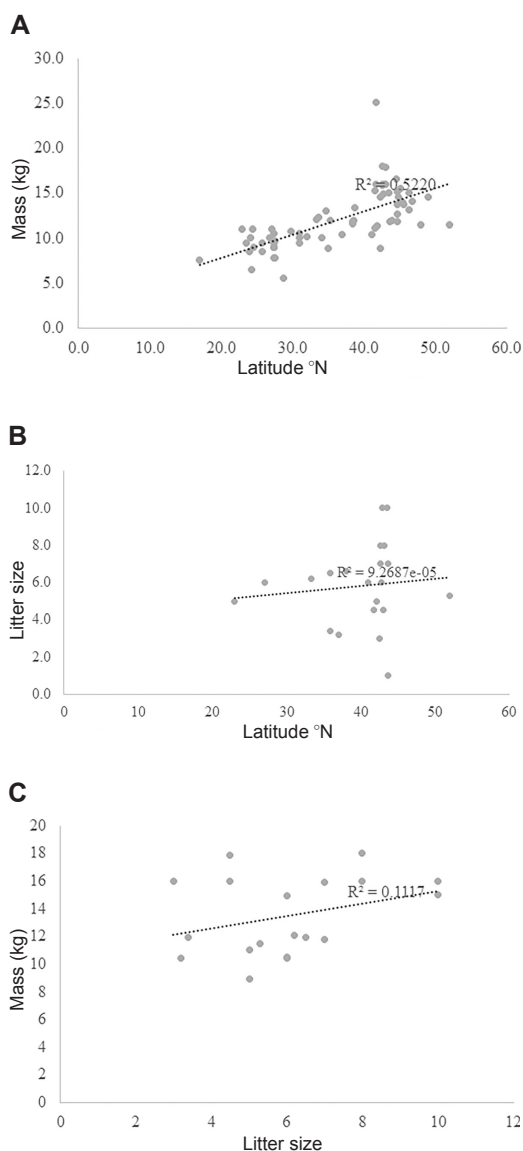 A
30.0
25.0
20.0
R² = 0.5220
15.0
10.0
5.0
0.0
Mass (kg)
0.0 10.0 20.0 30.0 40.0 50.0 60.0
Latitude °N
B
12.0
10.0
8.0
R² = 9.2687e-05
6.0
4.0
2.0
0.0
Litter size
0 10 20 30 40 50 60
Latitude °N
C
20
18
16
R² = 0.1117
14
12
10
8
6
4
2
0
Mass (kg)
0 2 4 6 8 10 12
Litter size